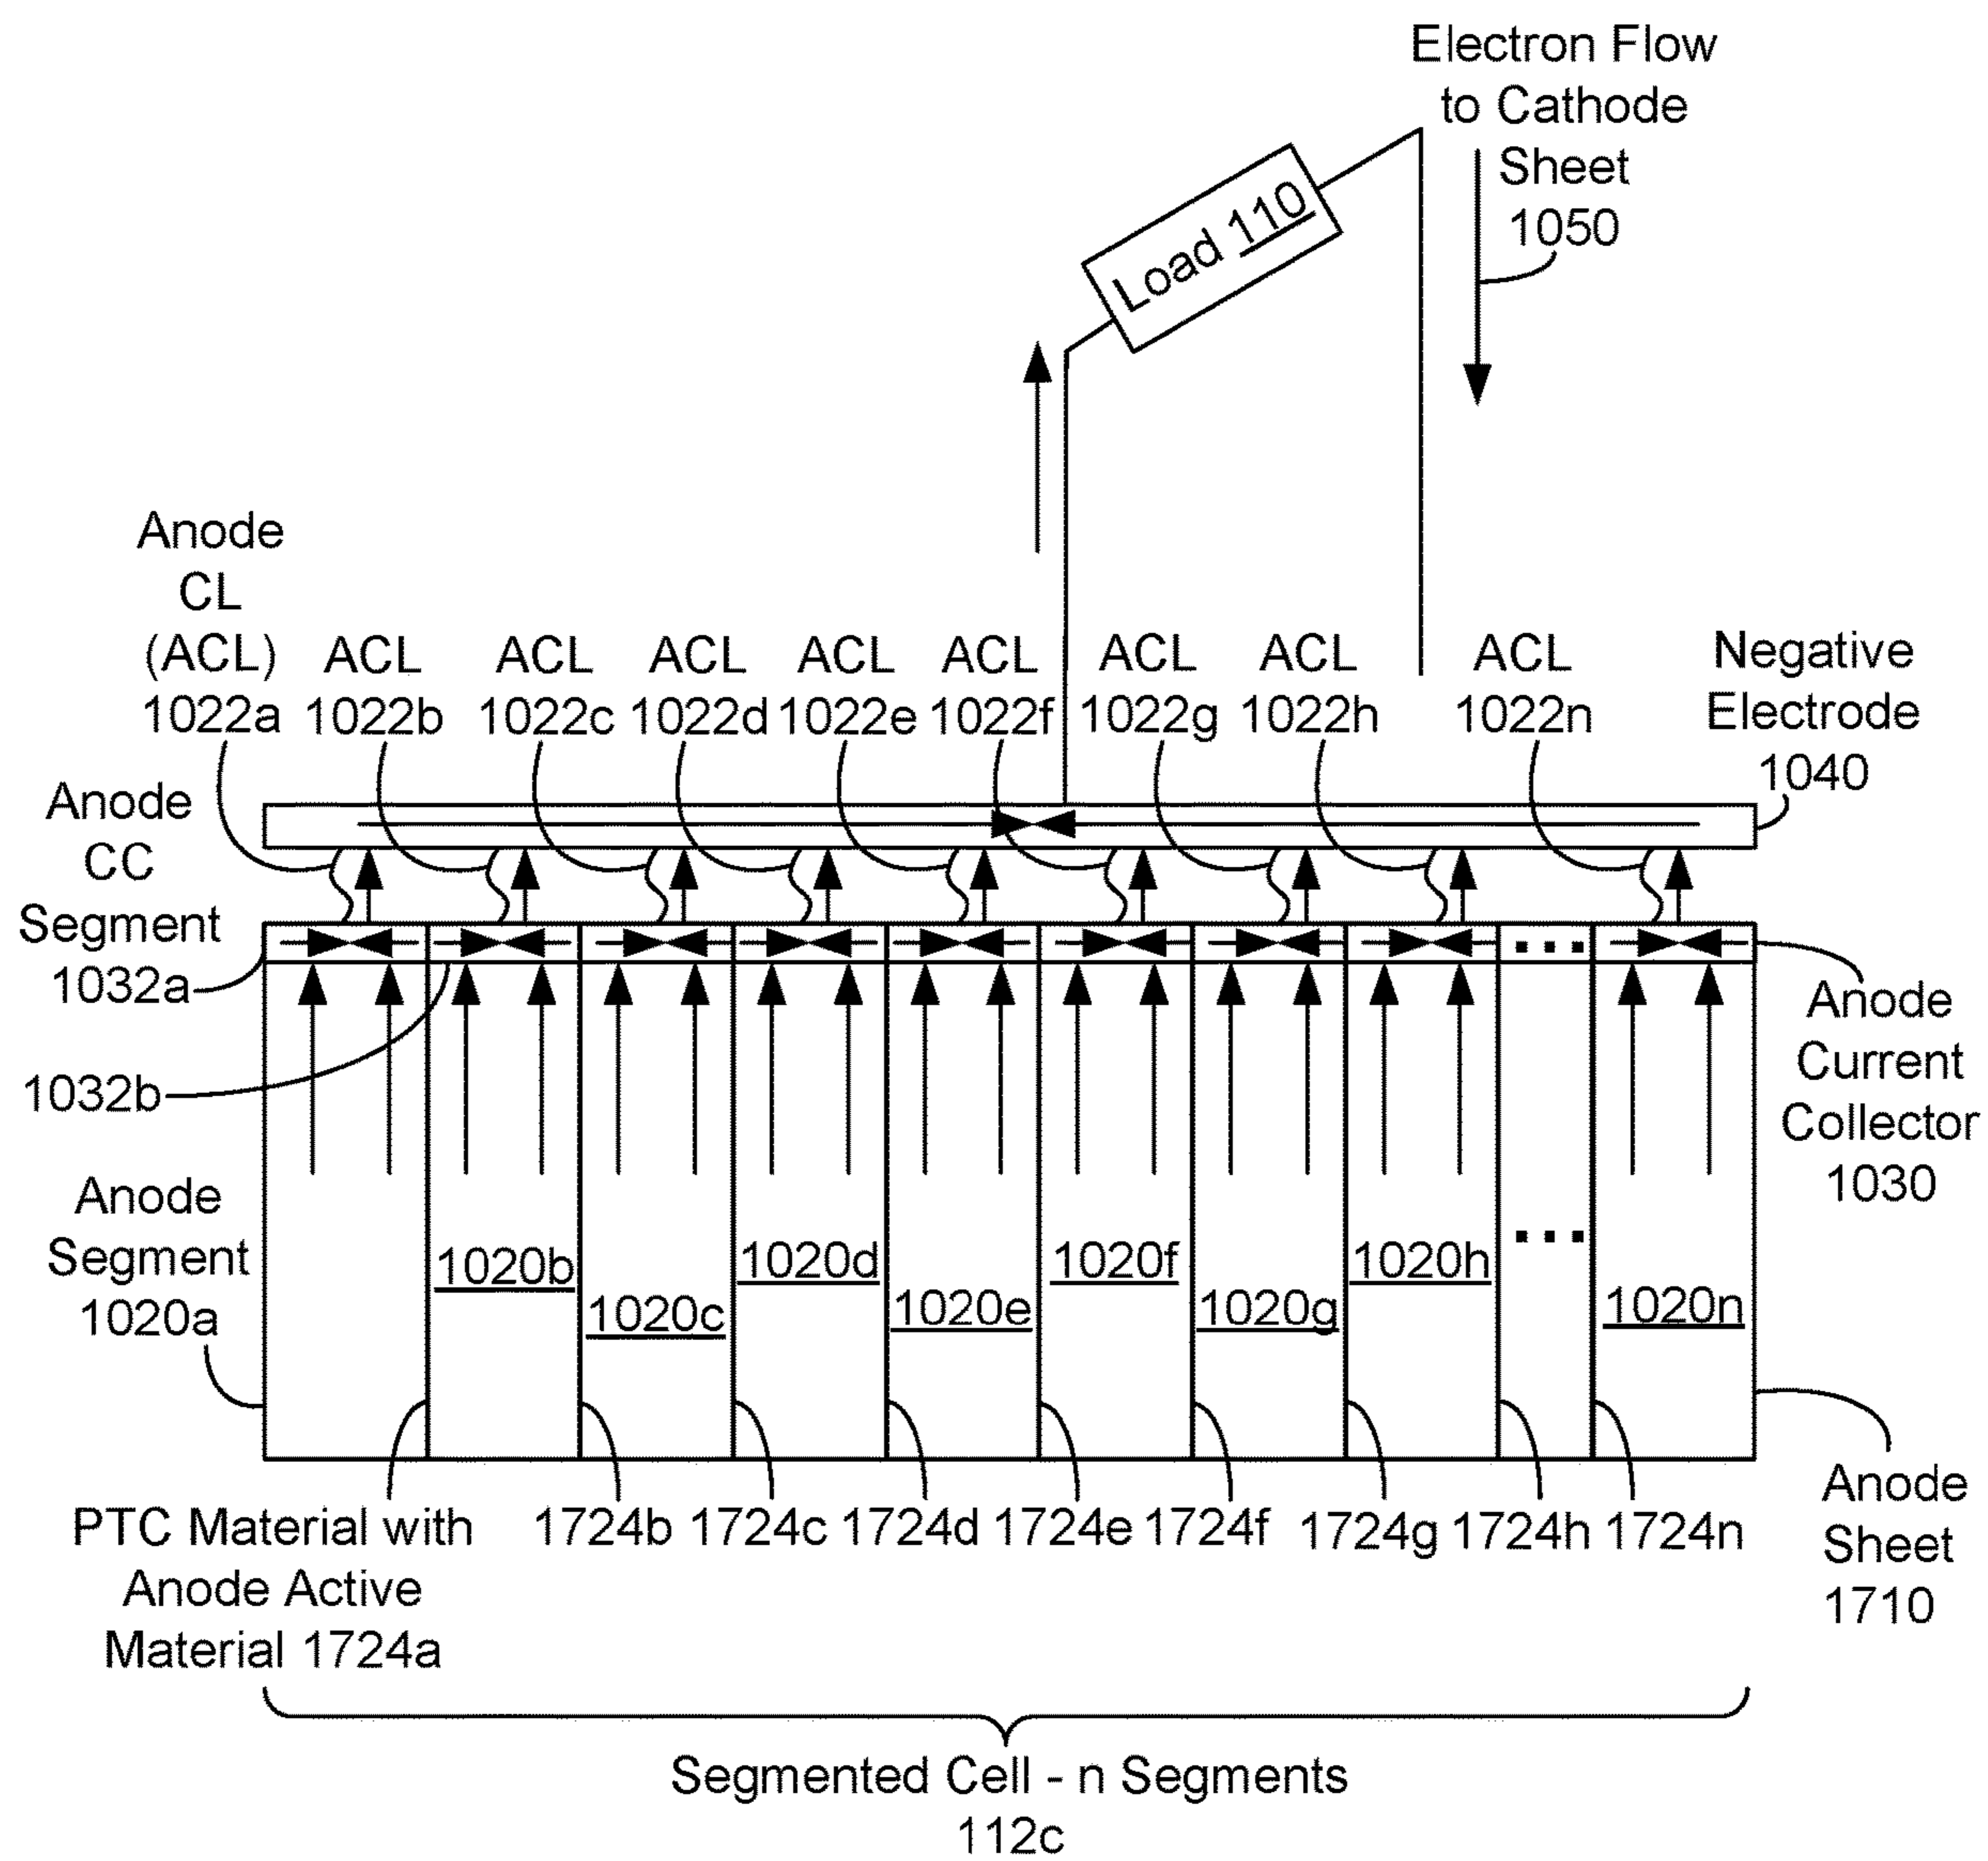 Electron Flow
to Cathode
Sheet
1050
Load 110
Anode
CL
(ACL)
1022a
ACL
1022b
ACL
1022c
ACL
1022d
ACL
1022e
ACL
1022f
ACL
1022g
ACL
1022h
ACL
1022n
Negative
Electrode
1040
Anode
CC
Segment
1032a
1032b
Anode
Current
Collector
1030
...
Anode
Segment
1020a
1020b
1020c
1020d
1020e
1020f
1020g
1020h
...
1020n
PTC Material with
Anode Active
Material 1724a
1724b
1724c
1724d
1724e
1724f
1724g
1724h
1724n
Anode
Sheet
1710
Segmented Cell - n Segments
112c